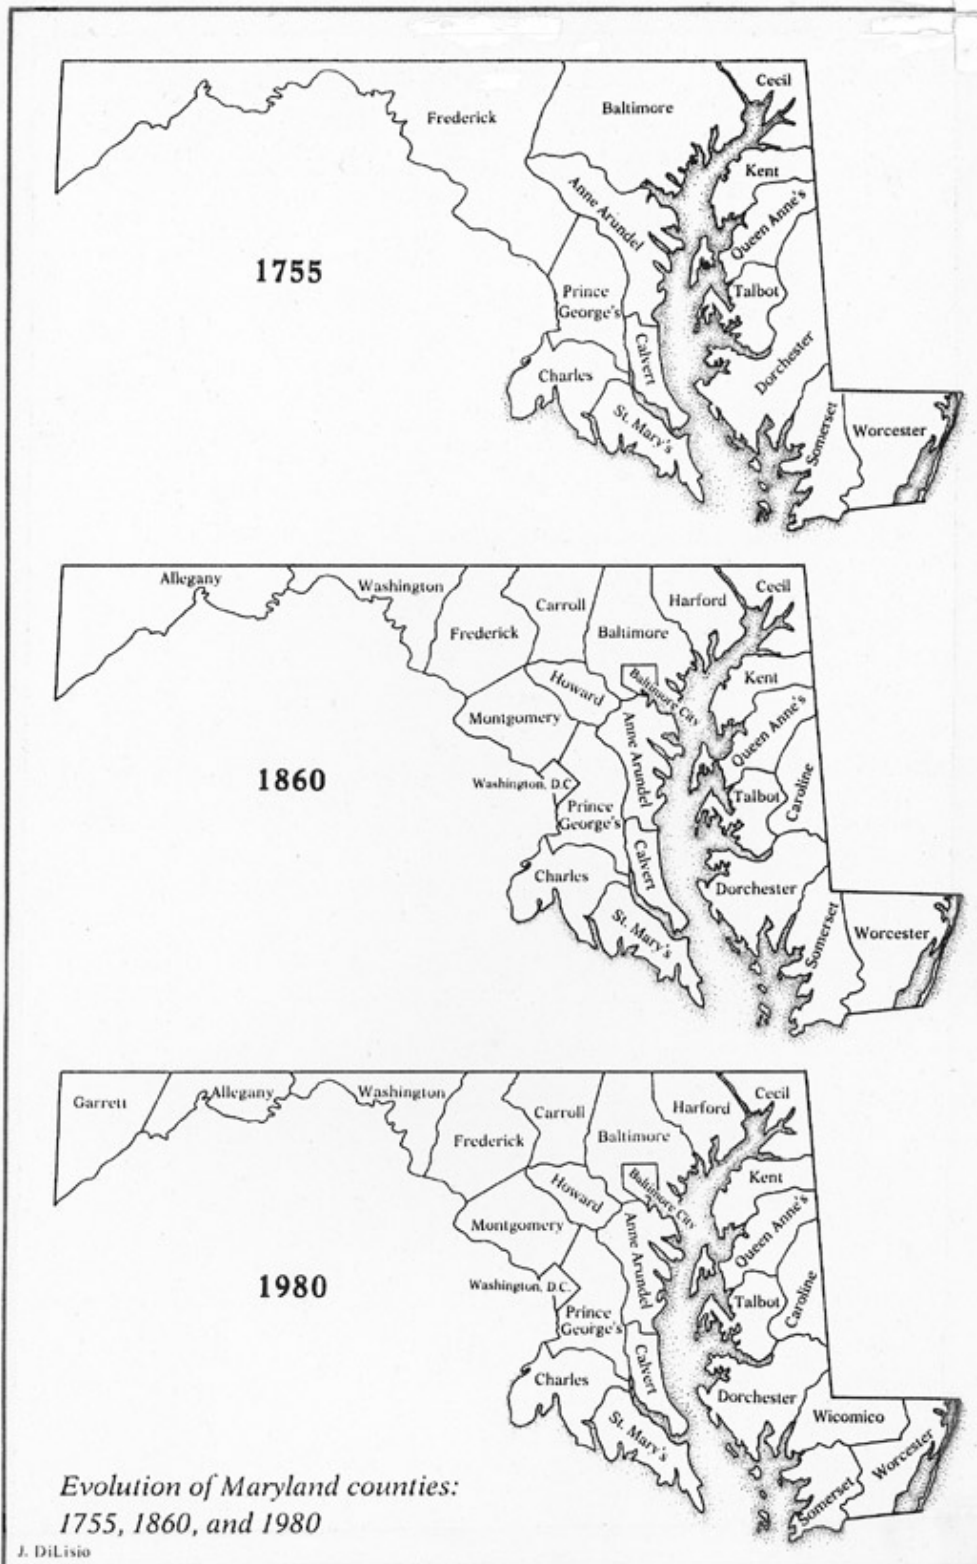 Cecil
Baltimore
Frederick
Kent
Anne Arundel
Queen Anne's
1755
Talbot
Prince
George's
Calvert
Dorchester
Charles
St. Mary's
Somerset
Worcester
Allegany
Washington
Cecil
Harford
Carroll
Frederick
Baltimore
Kent
Howard
Baltimore City
Montgomery
Queen Anne's
Anne Arundel
1860
Washington, D.C.
Talbot
Caroline
Prince
George's
Calvert
Charles
Dorchester
St. Mary's
Somerset
Worcester
Garrett
Allegany
Washington
Cecil
Harford
Carroll
Frederick
Baltimore
Kent
Howard
Baltimore City
Montgomery
Queen Anne's
Anne Arundel
1980
Washington, D.C.
Talbot
Caroline
Prince
George's
Calvert
Charles
Dorchester
Wicomico
St. Mary's
Worcester
Somerset
Evolution of Maryland counties:
1755, 1860, and 1980
J. DiLisio